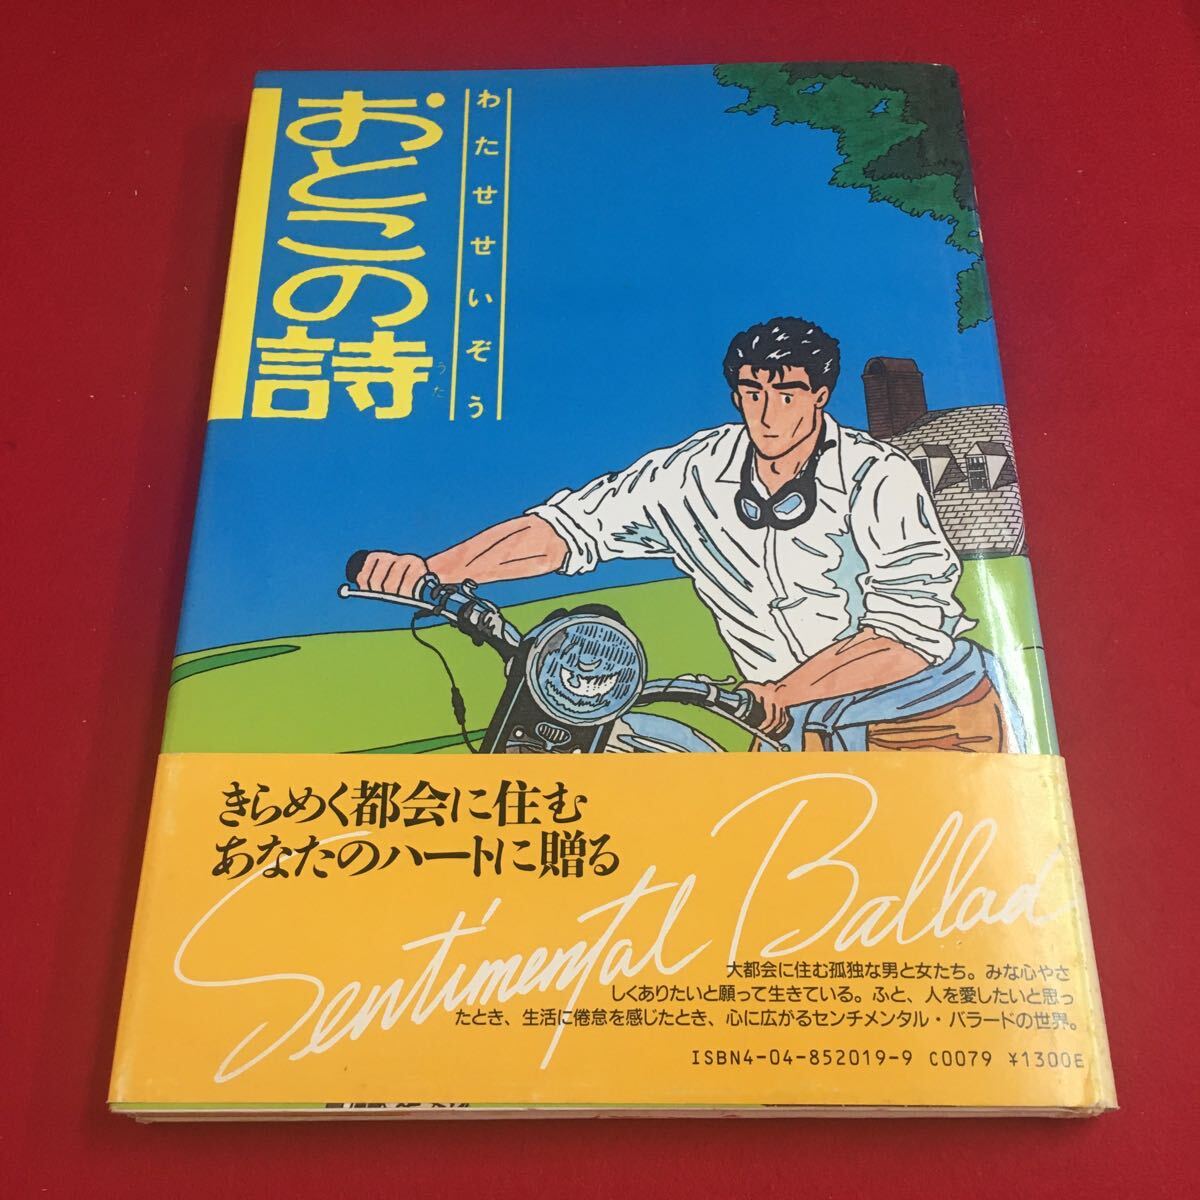 わたせせいぞう
おとこの詩
うた
きらめく都会に住む
あなたのハートに贈る
Sentimental Ballad
大都会に住む孤独な男と女たち。みな心やさ
しくありたいと願って生きている。ふと、人を愛したいと思っ
たとき、生活に倦怠を感じたとき、心に広がるセンチメンタル・バラードの世界。
ISBN4-04-852019-9 C0079 ¥1300E